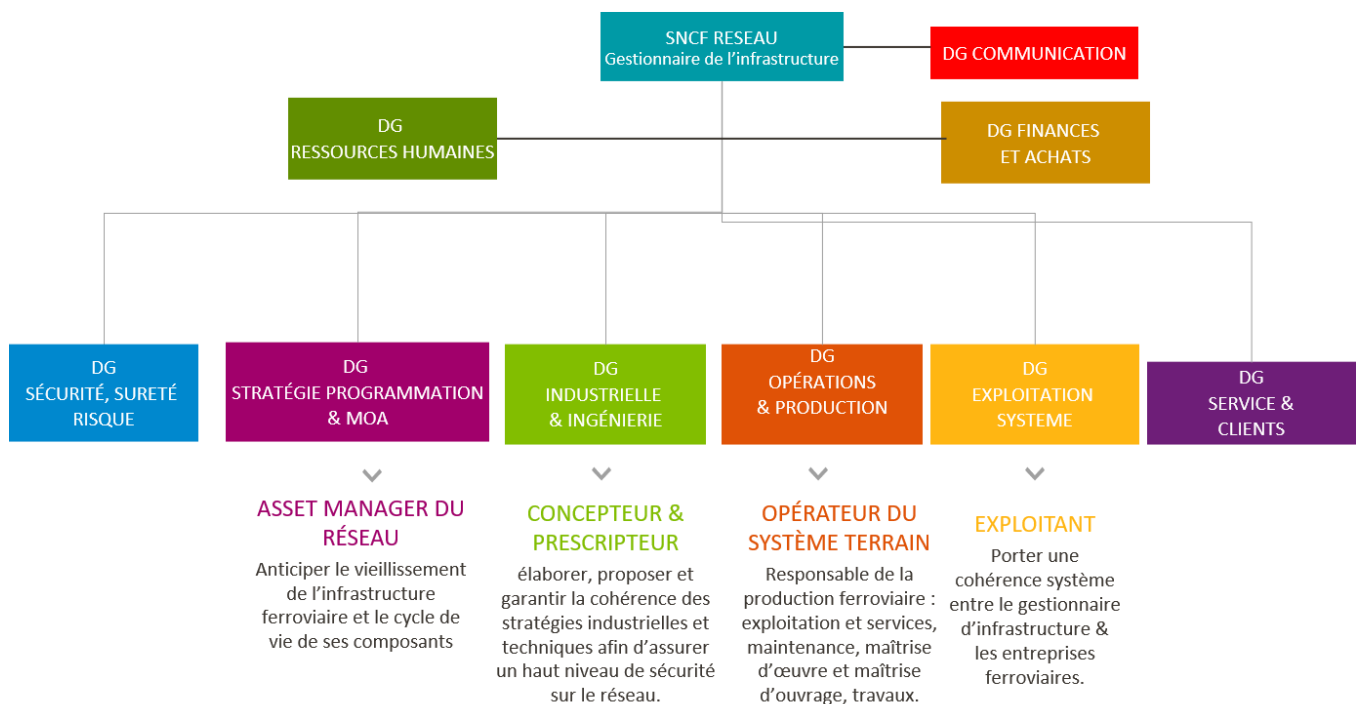 SNCF RESEAU
Gestionnaire de l’infrastructure
DG COMMUNICATION
DG
RESSOURCES HUMAINES
DG FINANCES
ET ACHATS
DG
SÉCURITÉ, SURETÉ
RISQUE
DG
STRATÉGIE PROGRAMMATION
& MOA
DG
INDUSTRIELLE
& INGÉNIERIE
DG
OPÉRATIONS
& PRODUCTION
DG
EXPLOITATION
SYSTEME
DG
SERVICE &
CLIENTS
ASSET MANAGER DU
RÉSEAU
Anticiper le vieillissement
de l’infrastructure
ferroviaire et le cycle de
vie de ses composants
CONCEPTEUR &
PRESCRIPTEUR
élaborer, proposer et
garantir la cohérence des
stratégies industrielles et
techniques afin d’assurer
un haut niveau de sécurité
sur le réseau.
OPÉRATEUR DU
SYSTÈME TERRAIN
Responsable de la
production ferroviaire :
exploitation et services,
maintenance, maîtrise
d’œuvre et maîtrise
d’ouvrage, travaux.
EXPLOITANT
Porter une
cohérence système
entre le gestionnaire
d’infrastructure &
les entreprises
ferroviaires.